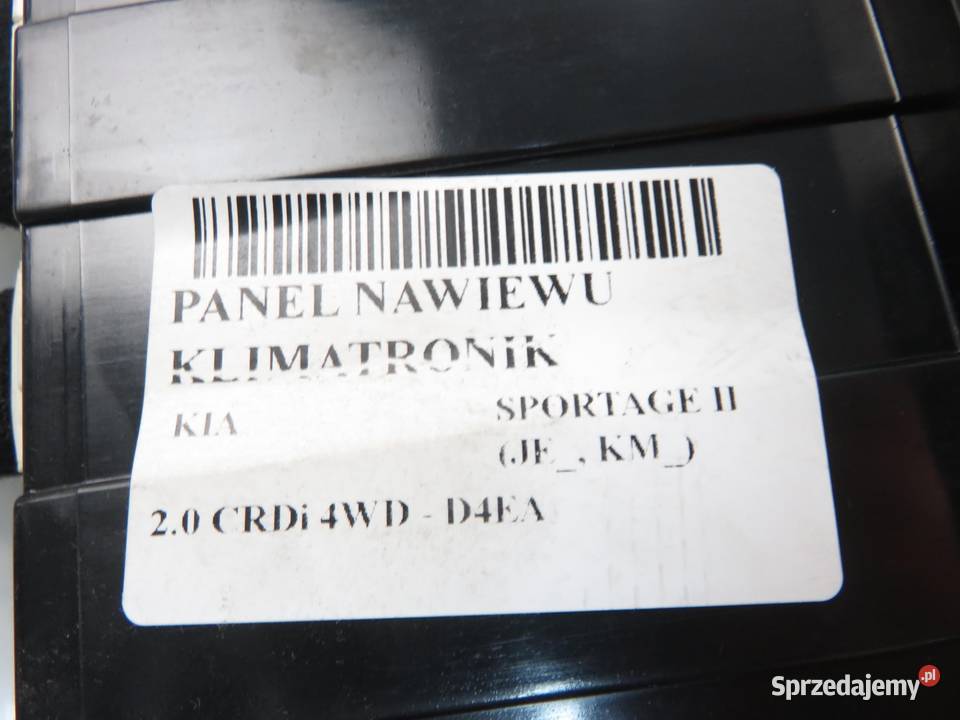 PANEL NAWIEWU
KLIMATRONiK
KIA
SPORTAGE II
(JE_, KM_)
2.0 CRDi 4WD - D4EA
Sprzedajemy.pl